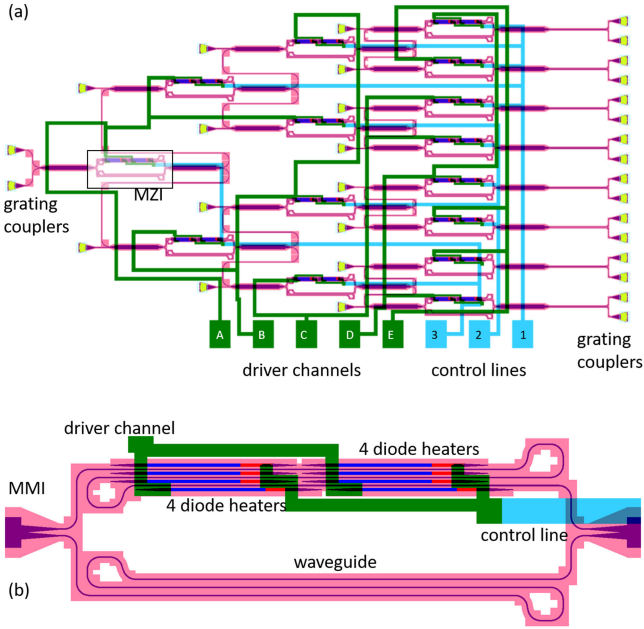 (a)
MZI
grating
couplers
A B C D E 3 2 1
driver channels
control lines
grating
couplers
driver channel
4 diode heaters
MMI
4 diode heaters
control line
waveguide
(b)